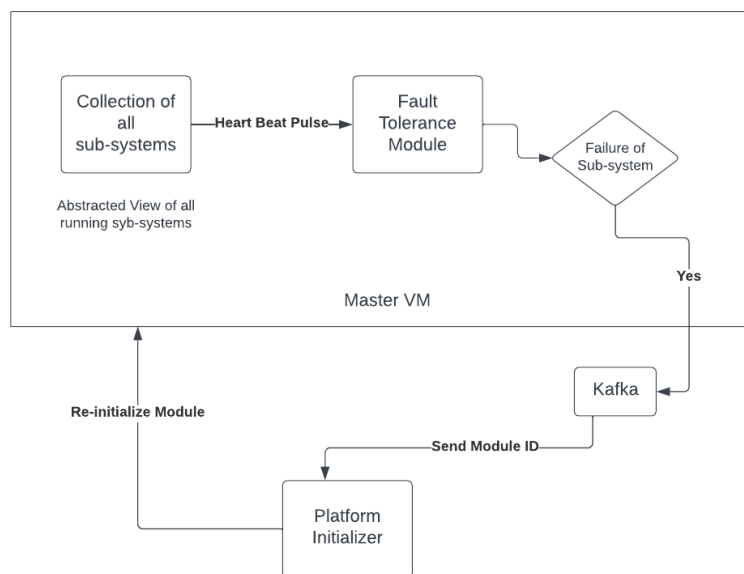 Collection of
all
sub-systems
Heart Beat Pulse
Fault
Tolerance
Module
Failure of
Sub-system
Abstracted View of all
running syb-systems
Yes
Master VM
Kafka
Re-initialize Module
Send Module ID
Platform
Initializer